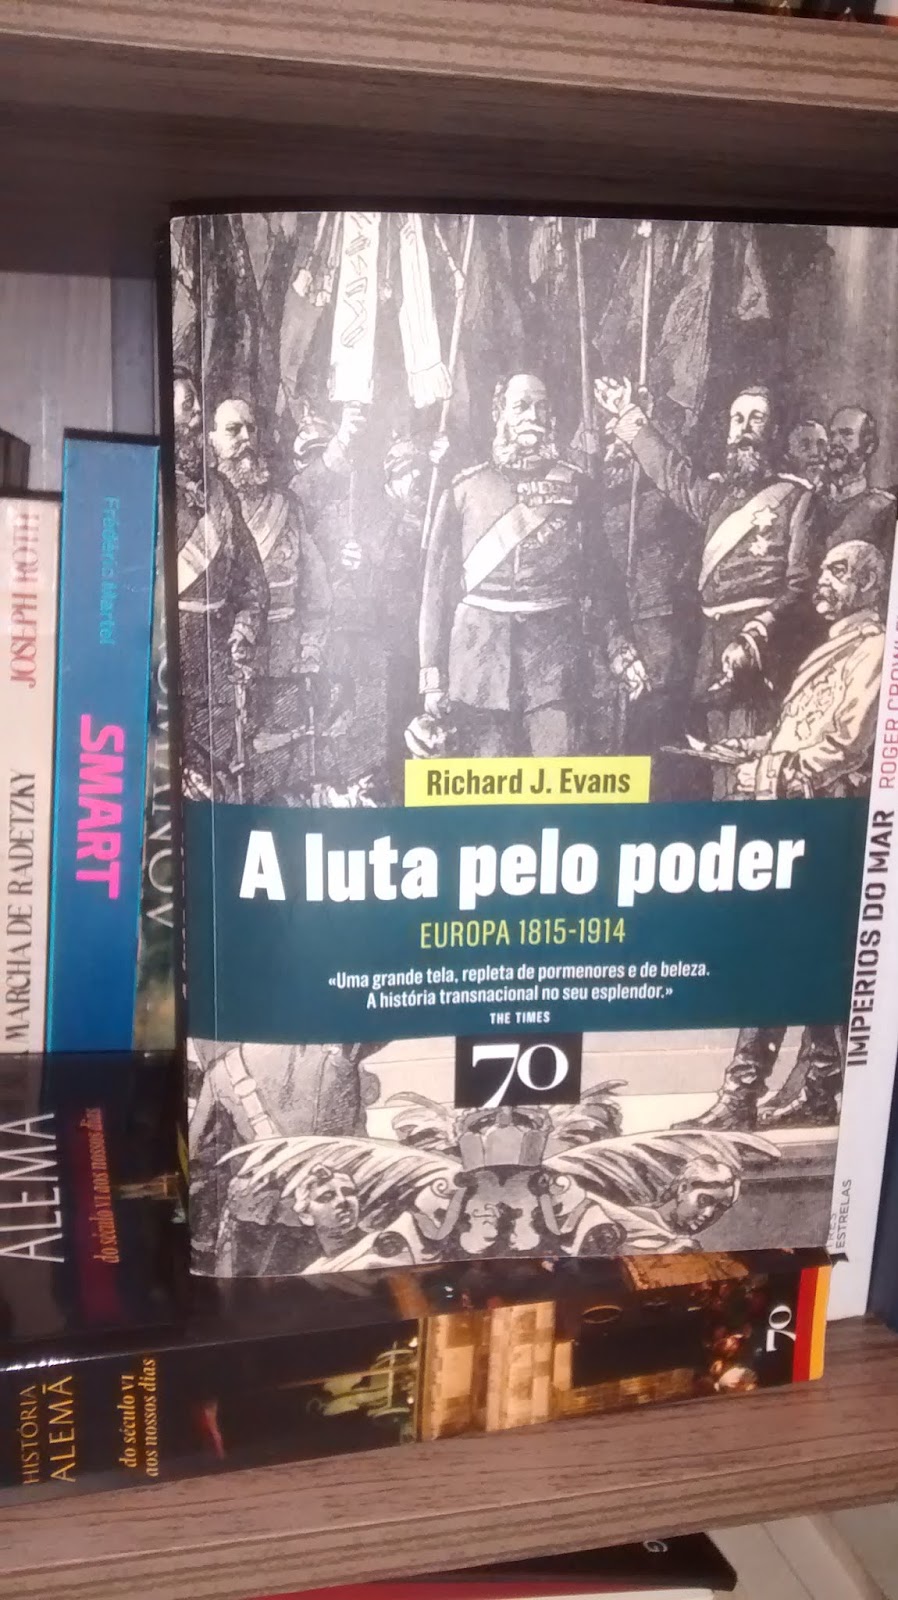 Richard J. Evans
A luta pelo poder
EUROPA 1815-1914
«Uma grande tela, repleta de pormenores e de beleza.
A história transnacional no seu esplendor.»
THE TIMES
70
JOSEPH ROTH
MARCHA DE RADETZKY
Frédéric Martel
SMART
ALEMÃ
do século VI aos nossos dias
HISTÓRIA
ALEMÃ
do século VI
aos nossos dias
70
IMPÉRIOS DO MAR
TRÊS
ESTRELAS
ROGER